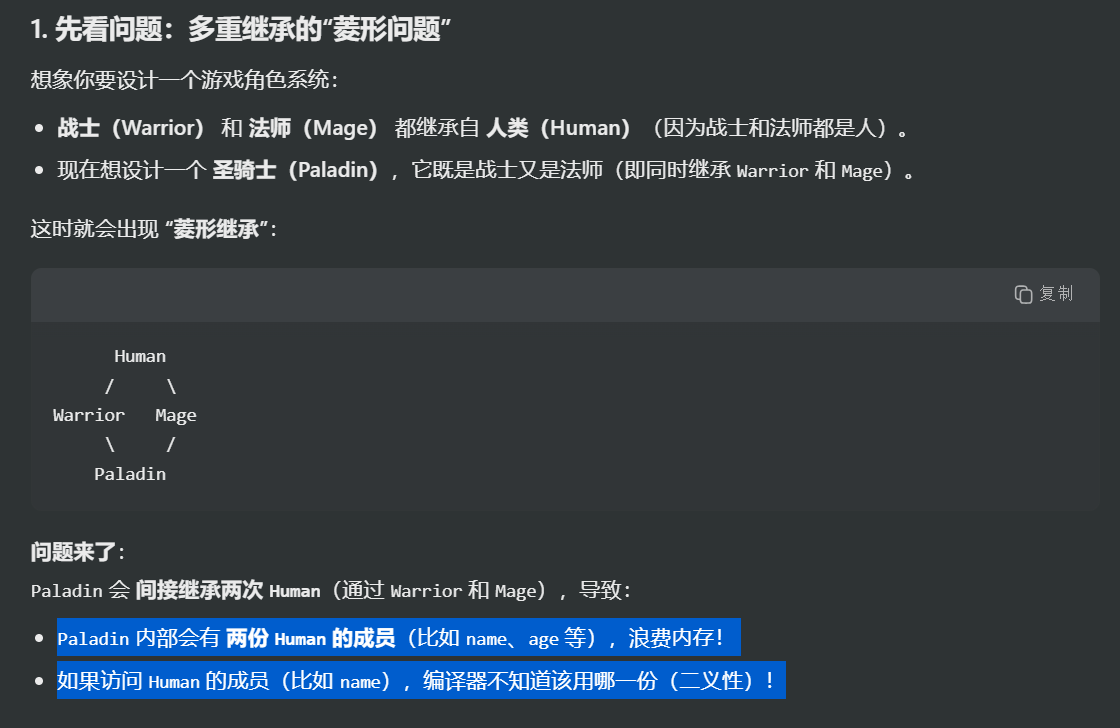 1. 先看问题：多重继承的“菱形问题”
想象你要设计一个游戏角色系统：
• 战士（Warrior） 和 法师（Mage） 都继承自 人类（Human）（因为战士和法师都是人）。
• 现在想设计一个 圣骑士（Paladin），它既是战士又是法师（即同时继承 Warrior 和 Mage）。
这时就会出现 “菱形继承”：
复制
Human
/ \
Warrior Mage
\ /
Paladin
问题来了：
Paladin 会 间接继承两次 Human（通过 Warrior 和 Mage），导致：
• Paladin 内部会有 两份 Human 的成员（比如 name、age 等），浪费内存！
• 如果访问 Human 的成员（比如 name），编译器不知道该用哪一份（二义性）！